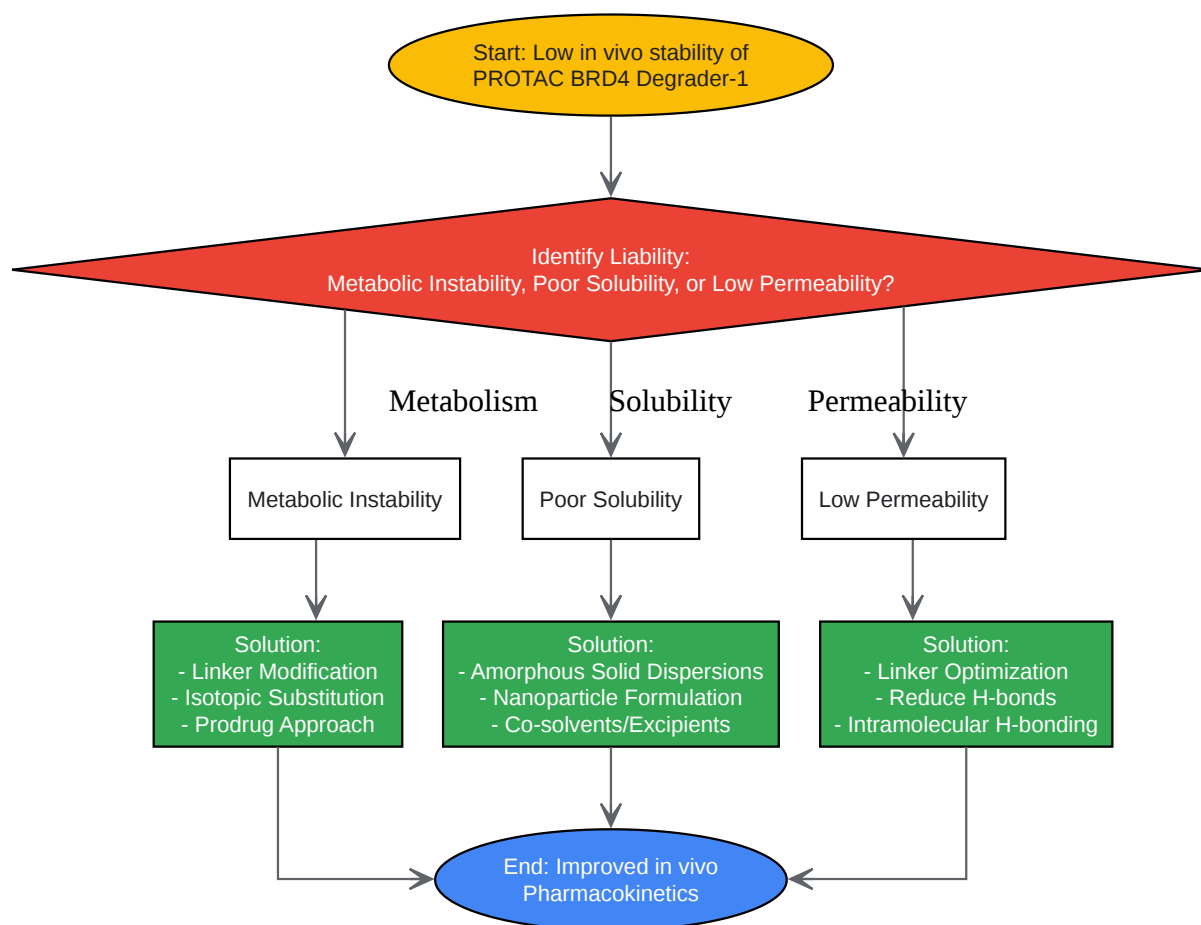 Start: Low in vivo stability of
PROTAC BRD4 Degrader-1
Identify Liability:
Metabolic Instability, Poor Solubility, or Low Permeability?
Metabolism
Solubility
Permeability
Metabolic Instability
Poor Solubility
Low Permeability
Solution:
- Linker Modification
- Isotopic Substitution
- Prodrug Approach
Solution:
- Amorphous Solid Dispersions
- Nanoparticle Formulation
- Co-solvents/Excipients
Solution:
- Linker Optimization
- Reduce H-bonds
- Intramolecular H-bonding
End: Improved in vivo
Pharmacokinetics